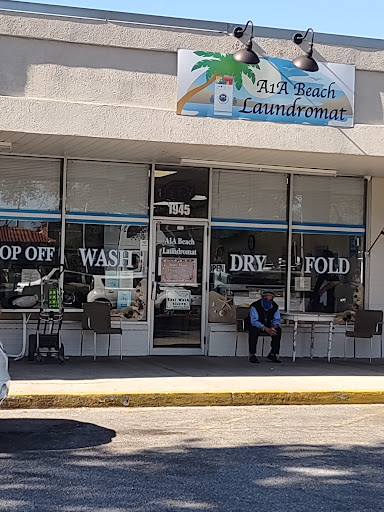 A1A Beach
Laundromat
1945
A1A Beach
Laundromat
OP OFF
WASH
DRY
FOLD